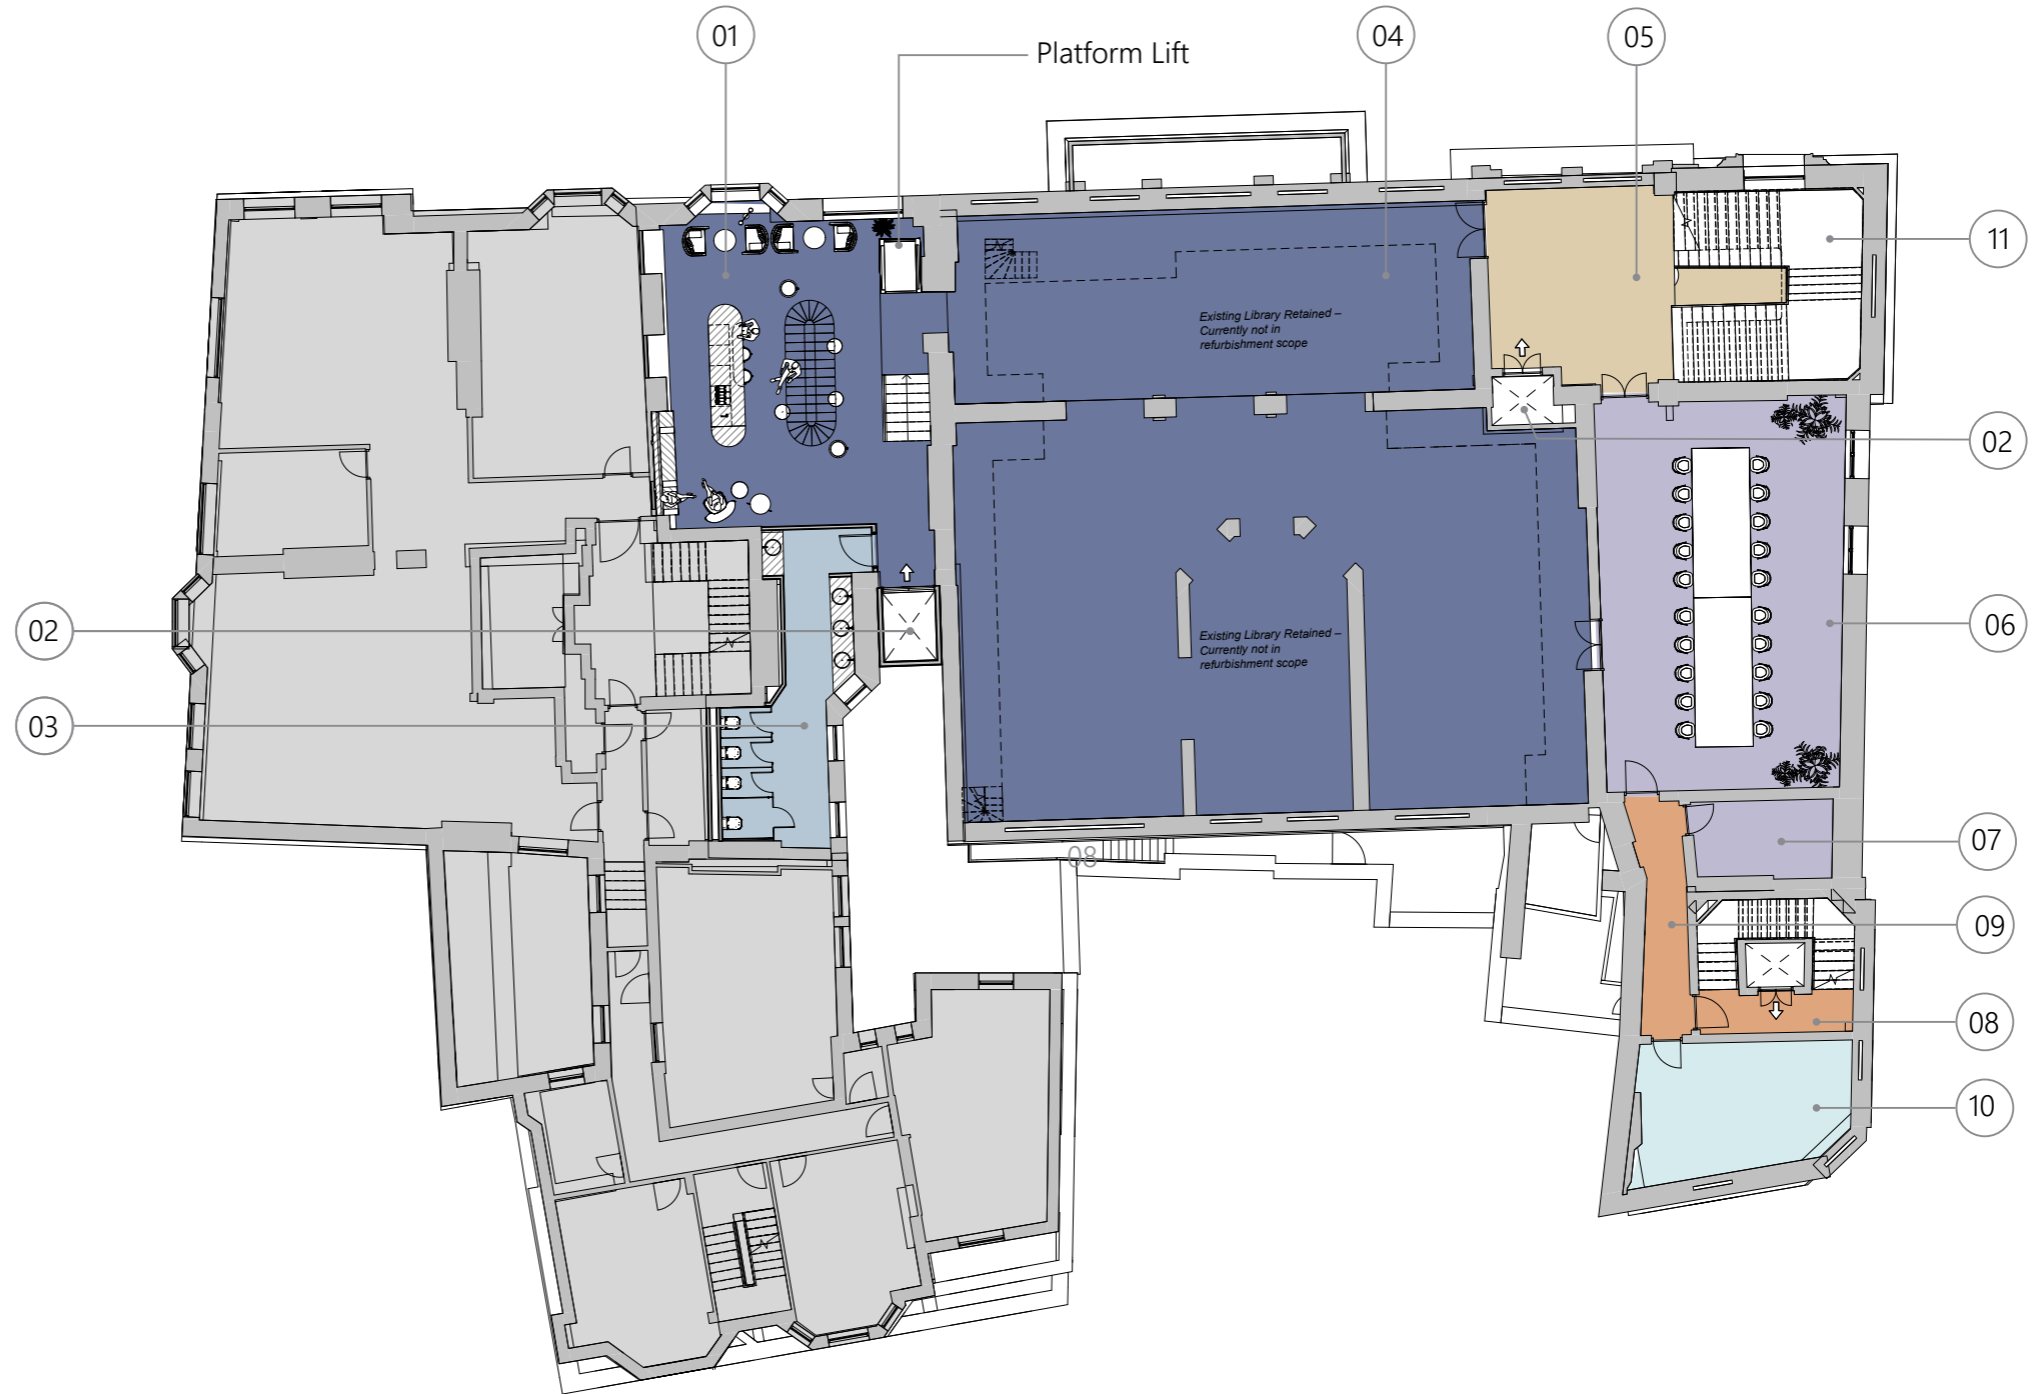 01
Platform Lift
04
05
11
Existing Library Retained –
Currently not in
refurbishment scope
02
06
02
Existing Library Retained –
Currently not in
refurbishment scope
03
07
08
09
08
10